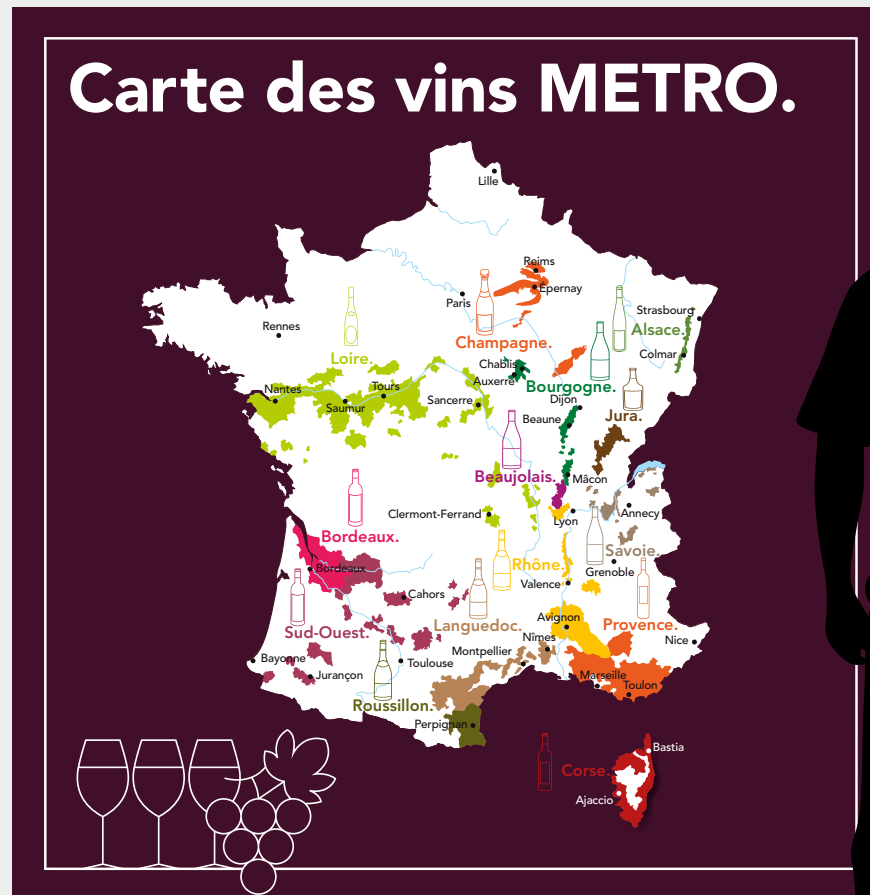 Carte des vins METRO.
Lille
Reims
Epernay
Paris
Strasbourg
Rennes
Alsace.
Champagne.
Colmar
Loire.
Chablis
Auxerre
Bourgogne.
Nantes
Tours
Saumur
Sancerre
Dijon
Beaune
Jura.
Beaujolais.
Mâcon
Clermont-Ferrand
Lyon
Annecy
Bordeaux.
Savoie.
Bordeaux
Rhône.
Grenoble
Valence
Cahors
Avignon
Provence.
Sud-Ouest.
Languedoc.
Nîmes
Nice
Montpellier
Bayonne
Toulouse
Jurançon
Marseille
Toulon
Roussillon.
Perpignan
Bastia
Corse.
Ajaccio